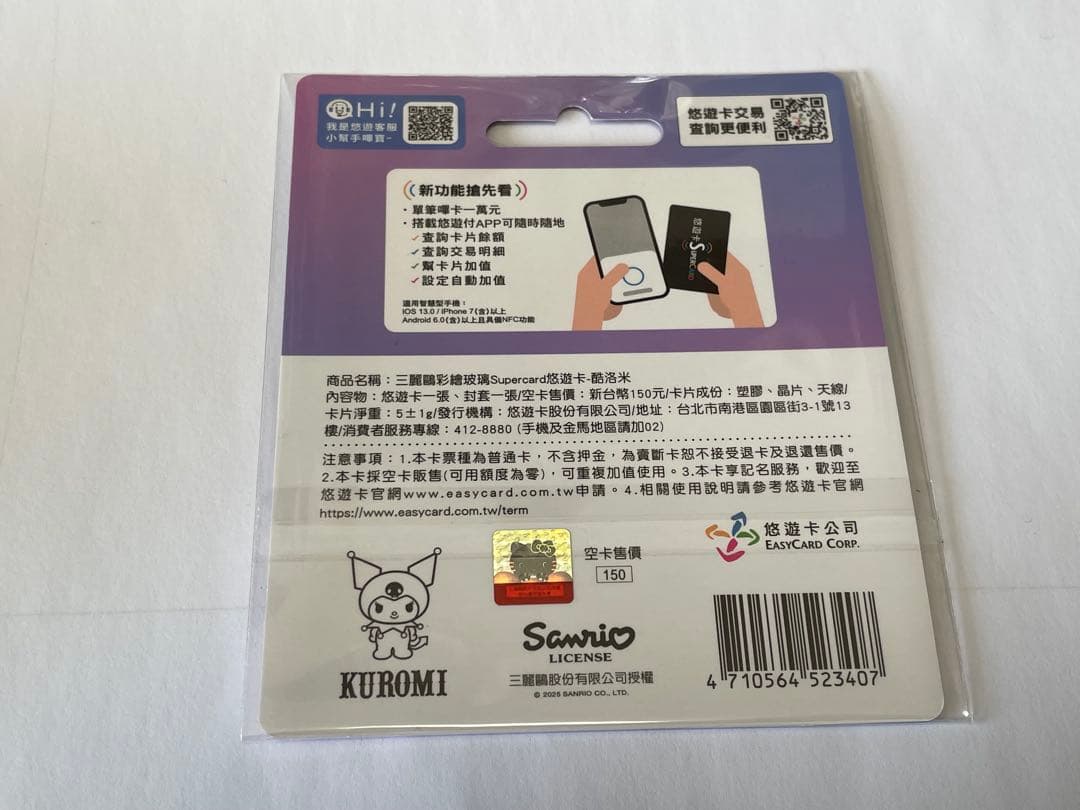 Hi!
我是悠遊客服
小幫手嗶寶~
悠遊卡交易
查詢更便利
新功能搶先看
・單筆嗶卡一萬元
・搭載悠遊付APP可隨時隨地
✓查詢卡片餘額
✓查詢交易明細
✓幫卡片加值
✓設定自動加值
適用智慧型手機：
iOS 13.0 / iPhone 7(含)以上
Android 6.0(含)以上且具備NFC功能
悠遊卡 SUPERCARD
商品名稱：三麗鷗彩繪玻璃Supercard悠遊卡-酷洛米
內容物：悠遊卡一張、封套一張/空卡售價：新台幣150元/卡片成份：塑膠、晶片、天線/
卡片淨重：5±1g/發行機構：悠遊卡股份有限公司/地址：台北市南港區園區街3-1號13
樓/消費者服務專線：412-8880 (手機及金馬地區請加02)
注意事項：1.本卡票種為普通卡，不含押金，為賣斷卡恕不接受退卡及退還售價。
2.本卡採空卡販售(可用額度為零)，可重複加值使用。3.本卡享記名服務，歡迎至
悠遊卡官網www.easycard.com.tw申請。4.相關使用說明請參考悠遊卡官網
https://www.easycard.com.tw/term
悠遊卡公司
EASYCARD CORP.
空卡售價
150
KUROMI
Sanrio
LICENSE
三麗鷗股份有限公司授權
© 2025 SANRIO CO., LTD.
4 710564 523407